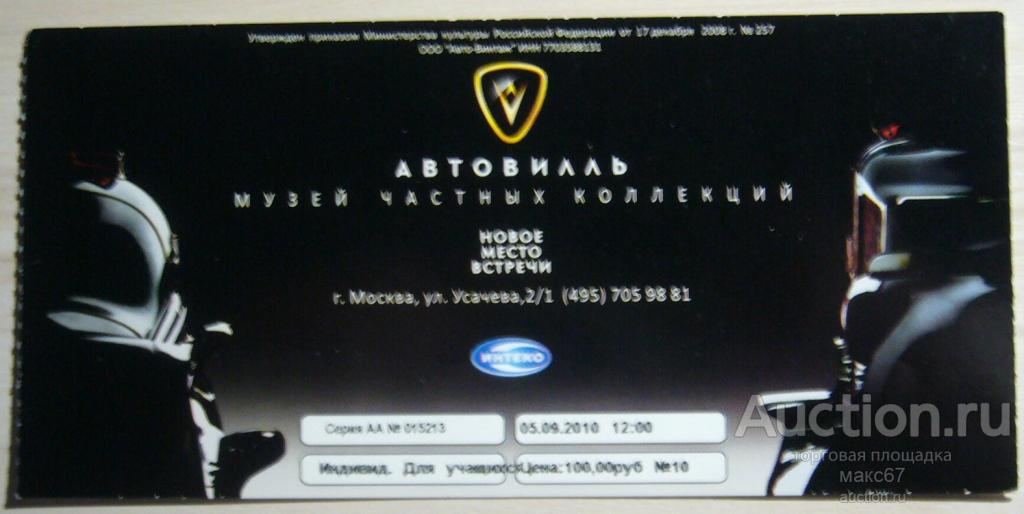 Утвержден приказом Министерства культуры Российской Федерации от 17 декабря 2008 г. № 257
ООО "Авто-Винтаж" ИНН 7703588131
АВТОВИЛЛЬ
МУЗЕЙ ЧАСТНЫХ КОЛЛЕКЦИЙ
НОВОЕ
МЕСТО
ВСТРЕЧИ
г. Москва, ул. Усачева,2/1 (495) 705 98 81
ИНТЕКО
Серия АА № 015213
05.09.2010 12:00
Индивид. Для учащихся
Цена:100,00руб №10
Auction.ru
торговая площадка
макс67
auction.ru